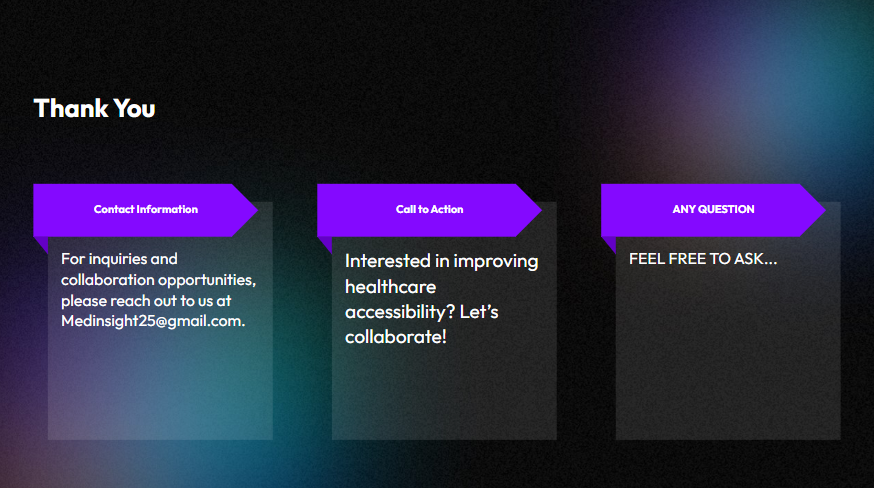 Thank You
Contact Information
For inquiries and
collaboration opportunities,
please reach out to us at
Medinsight25@gmail.com.
Call to Action
Interested in improving
healthcare
accessibility? Let’s
collaborate!
ANY QUESTION
FEEL FREE TO ASK...